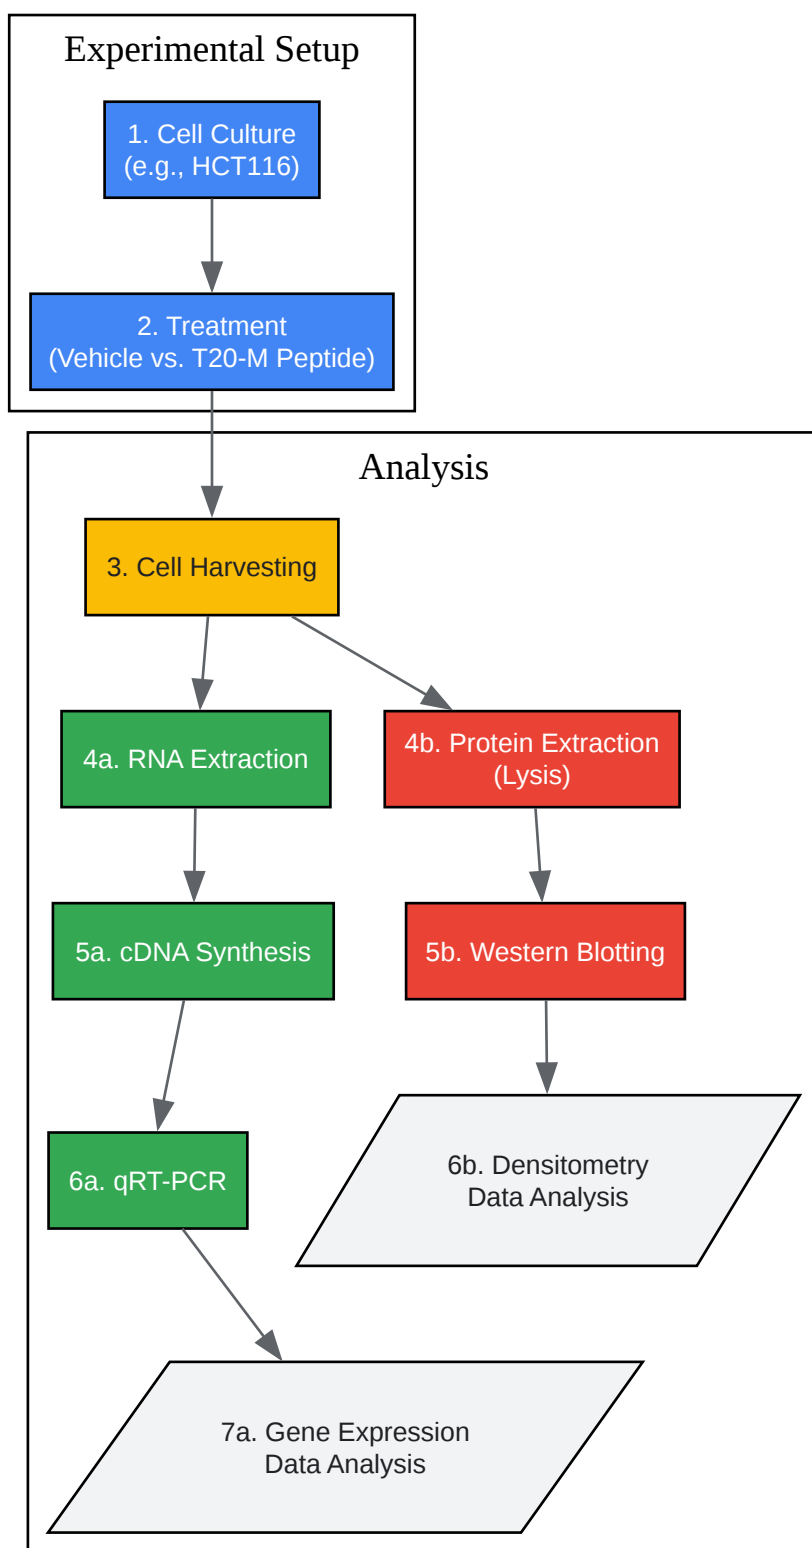 Experimental Setup
1. Cell Culture
(e.g., HCT116)
2. Treatment
(Vehicle vs. T20-M Peptide)
Analysis
3. Cell Harvesting
4a. RNA Extraction
4b. Protein Extraction
(Lysis)
5a. cDNA Synthesis
5b. Western Blotting
6a. qRT-PCR
6b. Densitometry
Data Analysis
7a. Gene Expression
Data Analysis